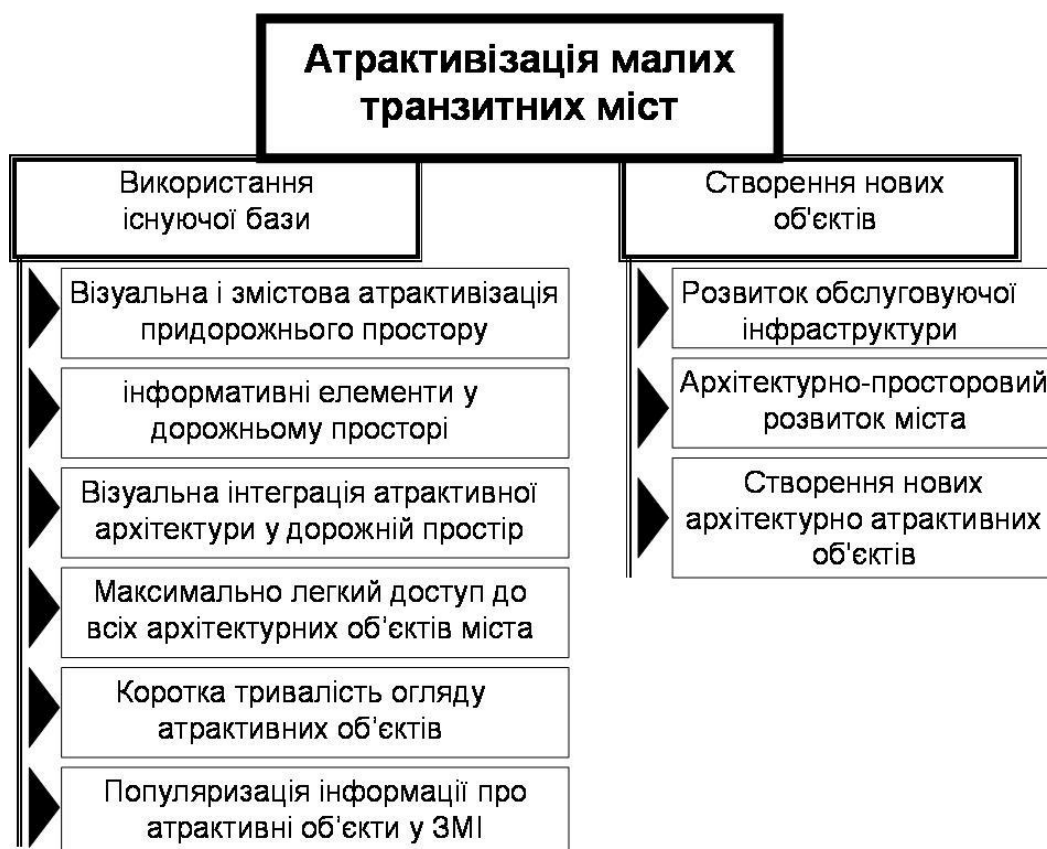 Атрактивізація малих
транзитних міст
Використання
існуючої бази
Візуальна і змістова атрактивізація
придорожнього простору
інформативні елементи у
дорожньому просторі
Візуальна інтеграція атрактивної
архітектури у дорожній простір
Максимально легкий доступ до
всіх архітектурних об'єктів міста
Коротка тривалість огляду
атрактивних об'єктів
Популяризація інформації про
атрактивні об'єкти у ЗМІ
Створення нових
об'єктів
Розвиток обслуговуючої
інфраструктури
Архітектурно-просторовий
розвиток міста
Створення нових
архітектурно атрактивних
об'єктів